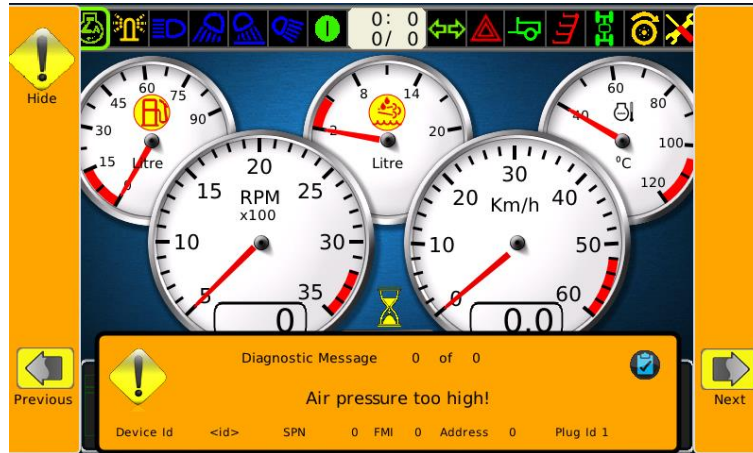 0: 0
0/ 0
Hide
0 15 30 45 60 75 90
Litre
2 8 14 20
Litre
40 60 80 100 120
°C
5 10 15 20 25 30 35
RPM
x100
0
0 10 20 30 40 50 60
Km/h
0.0
Previous
Next
Diagnostic Message 0 of 0
Air pressure too high!
Device Id <id> SPN 0 FMI 0 Address 0 Plug Id 1